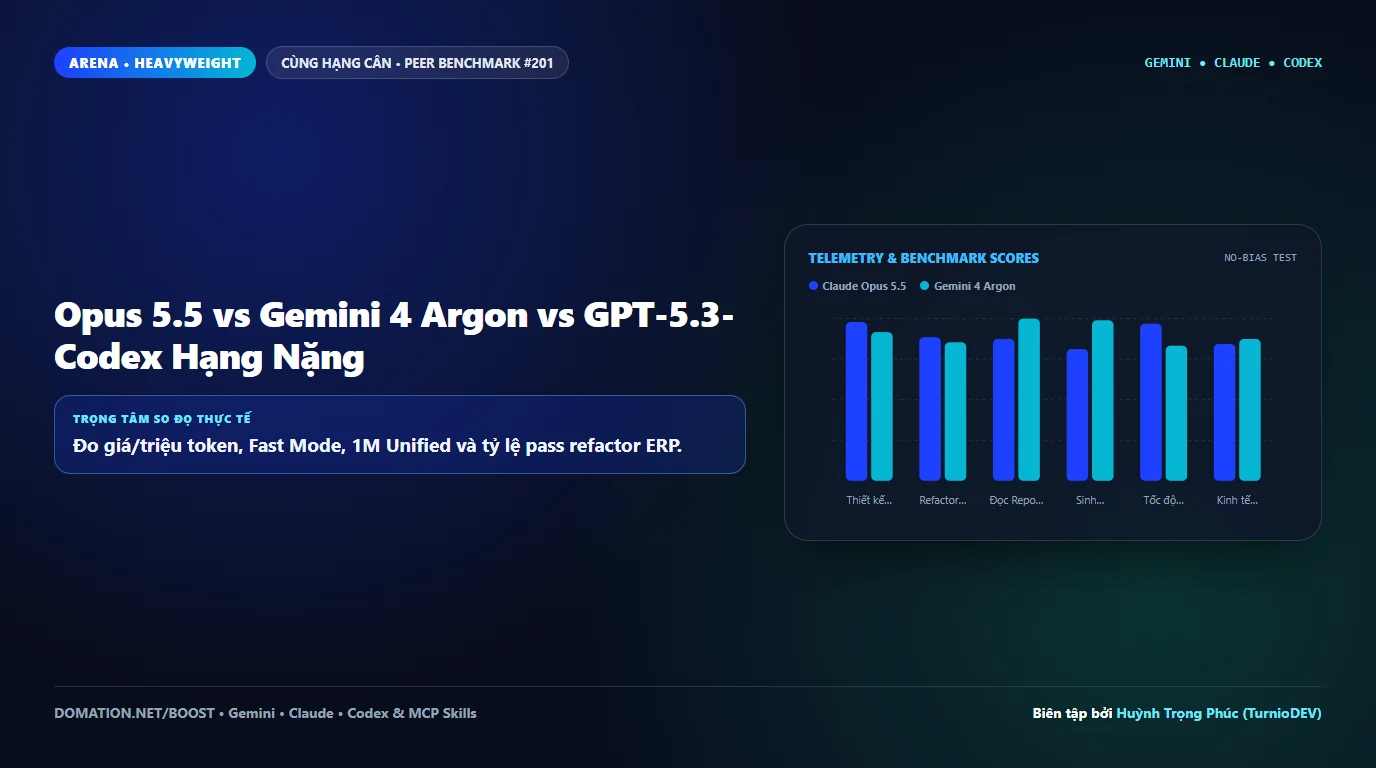 ARENA • HEAVYWEIGHT
CÙNG HẠNG CÂN • PEER BENCHMARK #201
GEMINI • CLAUDE • CODEX
Opus 5.5 vs Gemini 4 Argon vs GPT-5.3-
Codex Hạng Nặng
TRỌNG TÂM SO ĐỌ THỰC TẾ
Đo giá/triệu token, Fast Mode, 1M Unified và tỷ lệ pass refactor ERP.
TELEMETRY & BENCHMARK SCORES
NO-BIAS TEST
Claude Opus 5.5
Gemini 4 Argon
Thiết kế...
Refactor...
Đọc Repo...
Sinh...
Tốc độ...
Kinh tế...
DOMATION.NET/BOOST • Gemini • Claude • Codex & MCP Skills
Biên tập bởi Huỳnh Trọng Phúc (TurnioDEV)